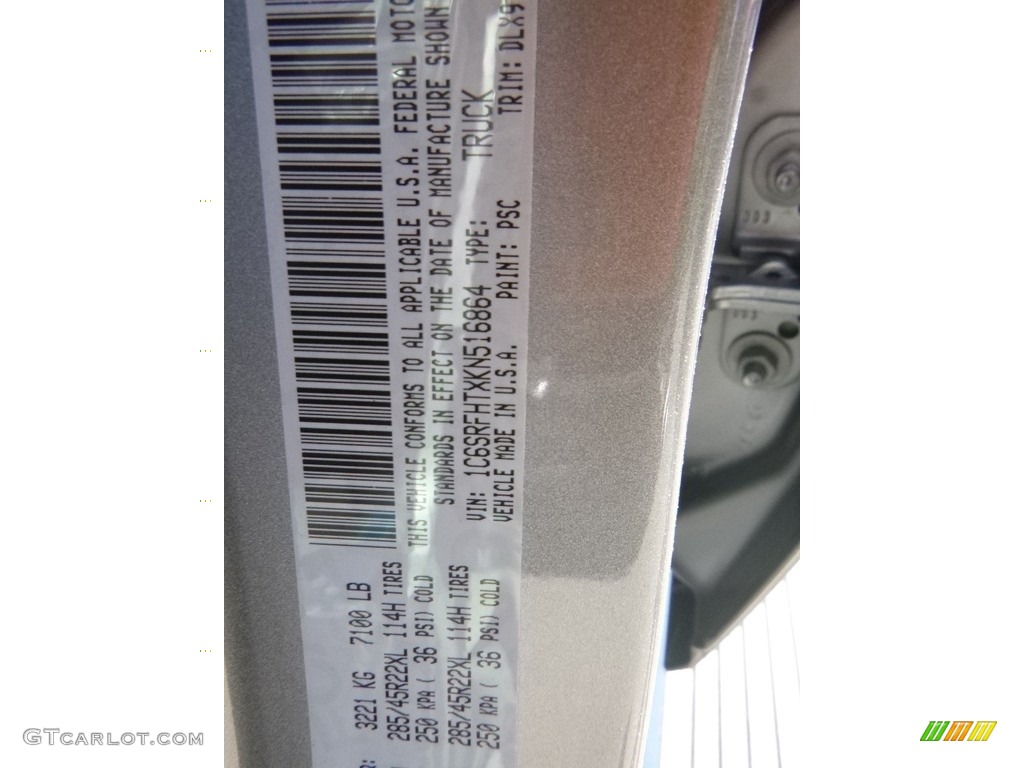 3221 KG 7100 LB
285/45R22XL 114H TIRES
250 KPA ( 36 PSI) COLD
285/45R22XL 114H TIRES
250 KPA ( 36 PSI) COLD
THIS VEHICLE CONFORMS TO ALL APPLICABLE U.S.A. FEDERAL MOTO
STANDARDS IN EFFECT ON THE DATE OF MANUFACTURE SHOWN
VIN: 1C6SRFHTXKN516864 TYPE: TRUCK
VEHICLE MADE IN U.S.A. PAINT: PSC TRIM: DLX9
303
303
GTCARLOT.COM